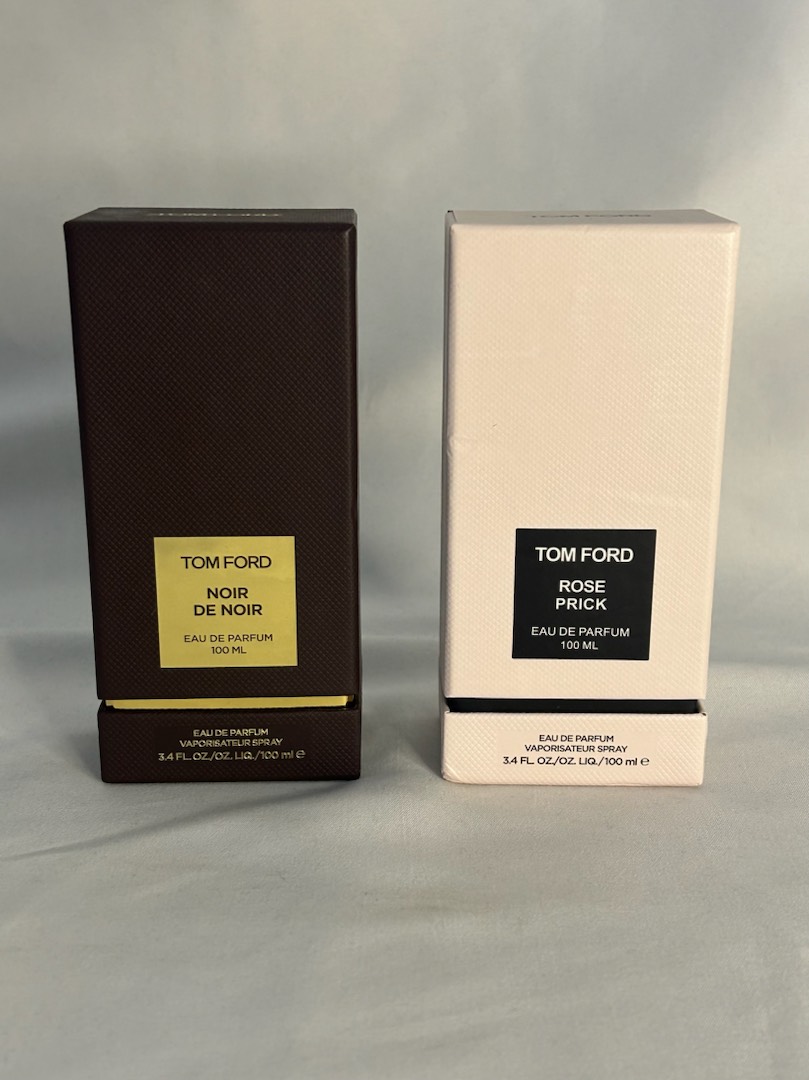 TOM FORD
NOIR
DE NOIR
EAU DE PARFUM
100 ML
EAU DE PARFUM
VAPORISATEUR SPRAY
3.4 FL. OZ./OZ. LIQ./100 ml ℮
TOM FORD
TOM FORD
ROSE
PRICK
EAU DE PARFUM
100 ML
EAU DE PARFUM
VAPORISATEUR SPRAY
3.4 FL. OZ./OZ. LIQ./100 ml ℮